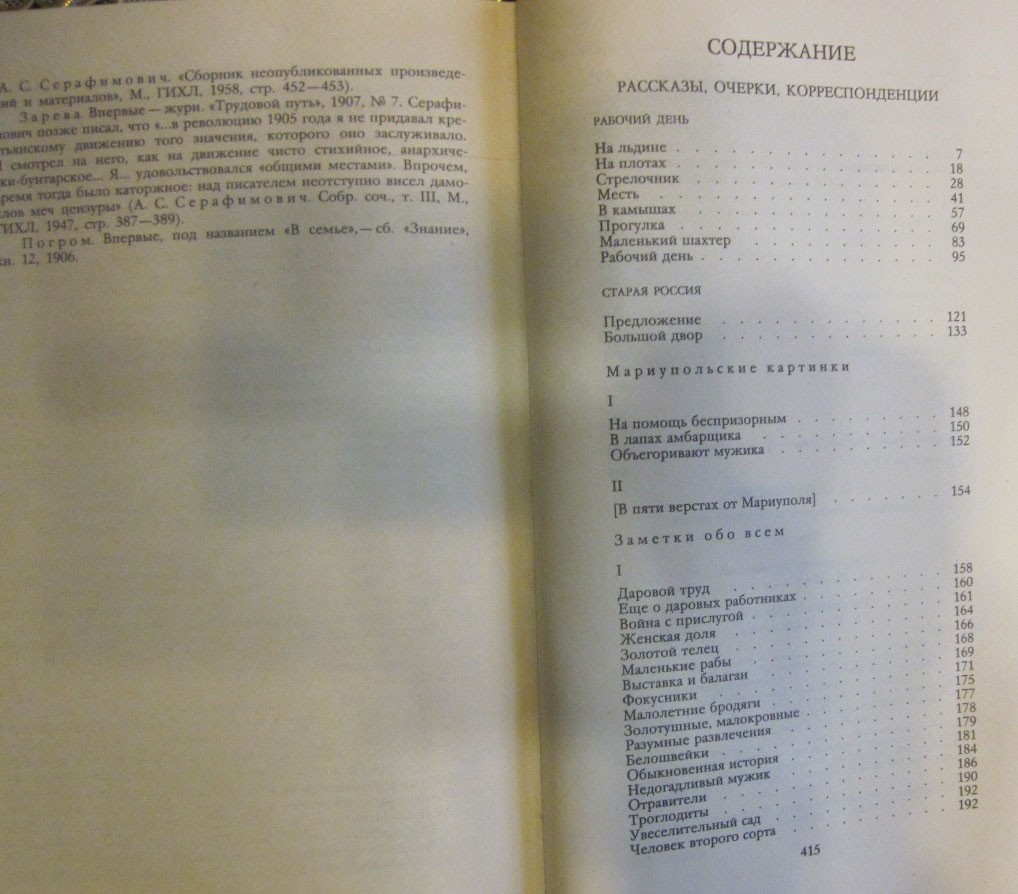 А. С. Серафимович. «Сборник неопубликованных произведе-
ний и материалов», М., ГИХЛ, 1958, стр. 452—453).
Зарева. Впервые — журн. «Трудовой путь», 1907, № 7. Серафи-
мович позже писал, что «...в революцию 1905 года я не придавал кре-
стьянскому движению того значения, которого оно заслуживало.
Я смотрел на него, как на движение чисто стихийное, анархиче-
ски-бунтарское... Я... удовольствовался «общими местами». Впрочем,
время тогда было каторжное: над писателем неотступно висел дамо-
клов меч цензуры» (А. С. Серафимович. Собр. соч., т. III, М.,
ГИХЛ, 1947, стр. 387—389).
Погром. Впервые, под названием «В семье»,— сб. «Знание»,
кн. 12, 1906.
СОДЕРЖАНИЕ
РАССКАЗЫ, ОЧЕРКИ, КОРРЕСПОНДЕНЦИИ
РАБОЧИЙ ДЕНЬ
На льдине 7
На плотах 18
Стрелочник 28
Месть 41
В камышах 57
Прогулка 69
Маленький шахтер 83
Рабочий день 95
СТАРАЯ РОССИЯ
Предложение 121
Большой двор 133
Мариупольские картинки
I
На помощь беспризорным 148
В лапах амбарщика 150
Объегоривают мужика 152
II
[В пяти верстах от Мариуполя] 154
Заметки обо всем
I
Даровой труд 158
Еще о даровых работниках 160
Война с прислугой 161
Женская доля 164
Золотой телец 166
Маленькие рабы 168
Выставка и балаган 169
Фокусники 171
Малолетние бродяги 175
Золотушные, малокровные 177
Разумные развлечения 178
Белошвейки 179
Обыкновенная история 181
Недогадливый мужик 184
Отравители 186
Троглодиты 190
Увеселительный сад 192
Человек второго сорта 192
415